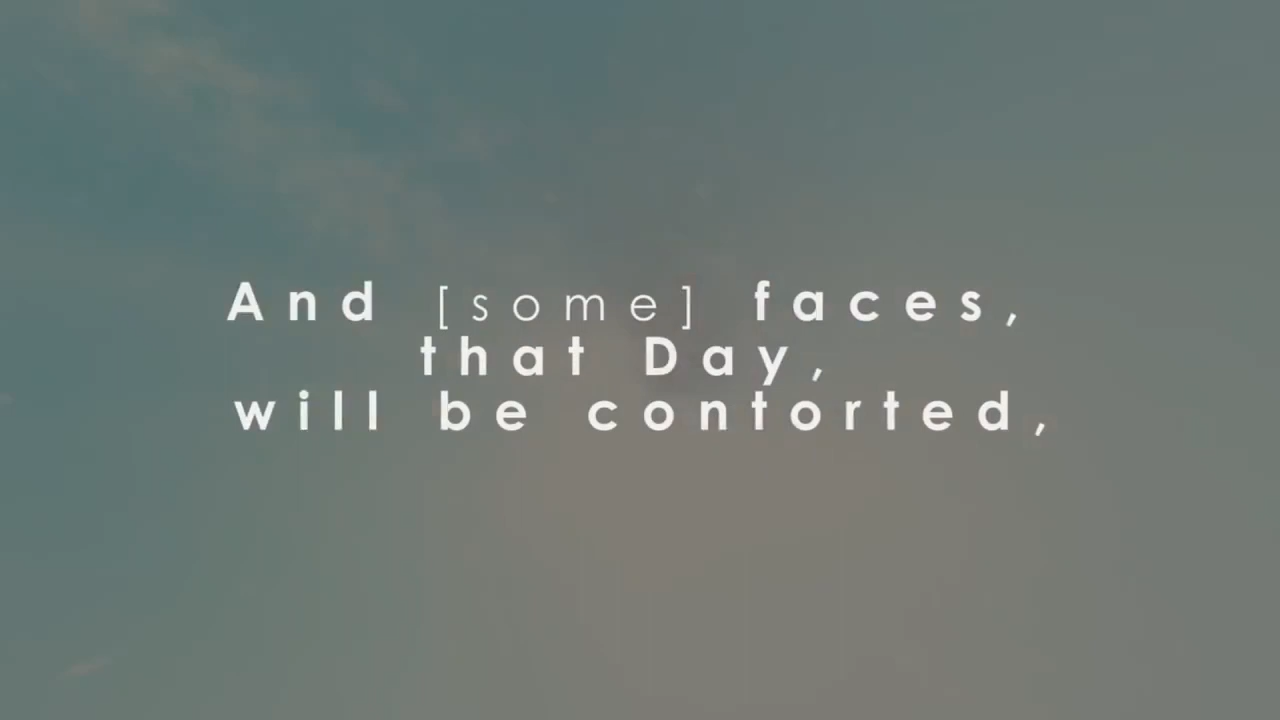 And [some] faces,
that Day,
will be contorted,